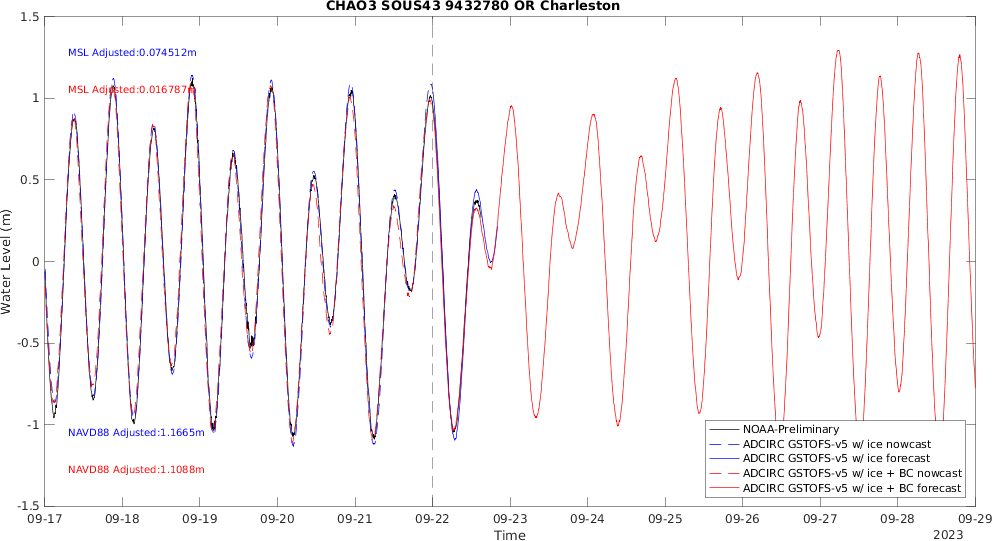 CHAO3 SOUS43 9432780 OR Charleston
1.5
1
0.5
0
-0.5
-1
-1.5
Water Level (m)
MSL Adjusted:0.074512m
MSL Adjusted:0.016787m
NAVD88 Adjusted:1.1665m
NAVD88 Adjusted:1.1088m
NOAA-Preliminary
ADCIRC GSTOFS-v5 w/ ice nowcast
ADCIRC GSTOFS-v5 w/ ice forecast
ADCIRC GSTOFS-v5 w/ ice + BC nowcast
ADCIRC GSTOFS-v5 w/ ice + BC forecast
09-17 09-18 09-19 09-20 09-21 09-22 09-23 09-24 09-25 09-26 09-27 09-28 09-29
Time
2023